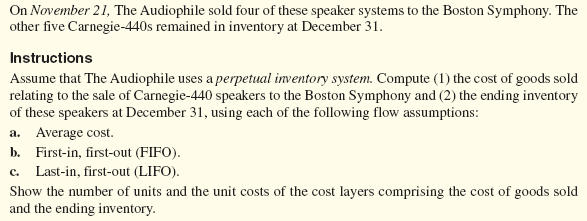 On November 21, The Audiophile sold four of these speaker systems to the Boston Symphony. The
other five Carnegie-440s remained in inventory at December 31.
Instructions
Assume that The Audiophile uses a perpetual inventory system. Compute (1) the cost of goods sold
relating to the sale of Carnegie-440 speakers to the Boston Symphony and (2) the ending inventory
of these speakers at December 31, using each of the following flow assumptions:
a. Average cost.
b. First-in, first-out (FIFO).
c. Last-in, first-out (LIFO).
Show the number of units and the unit costs of the cost layers comprising the cost of goods sold
and the ending inventory.